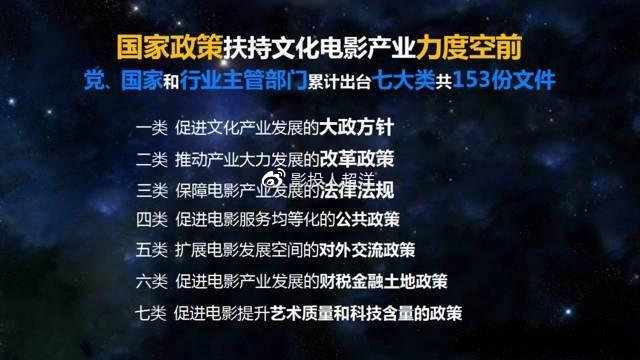 国家政策扶持文化电影产业力度空前
党、国家和行业主管部门累计出台七大类共153份文件
一类 促进文化产业发展的大政方针
二类 推动产业大力发展的改革政策
影投人超洋
三类 保障电影产业发展的法律法规
四类 促进电影服务均等化的公共政策
五类 扩展电影发展空间的对外交流政策
六类 促进电影产业发展的财税金融土地政策
七类 促进电影提升艺术质量和科技含量的政策